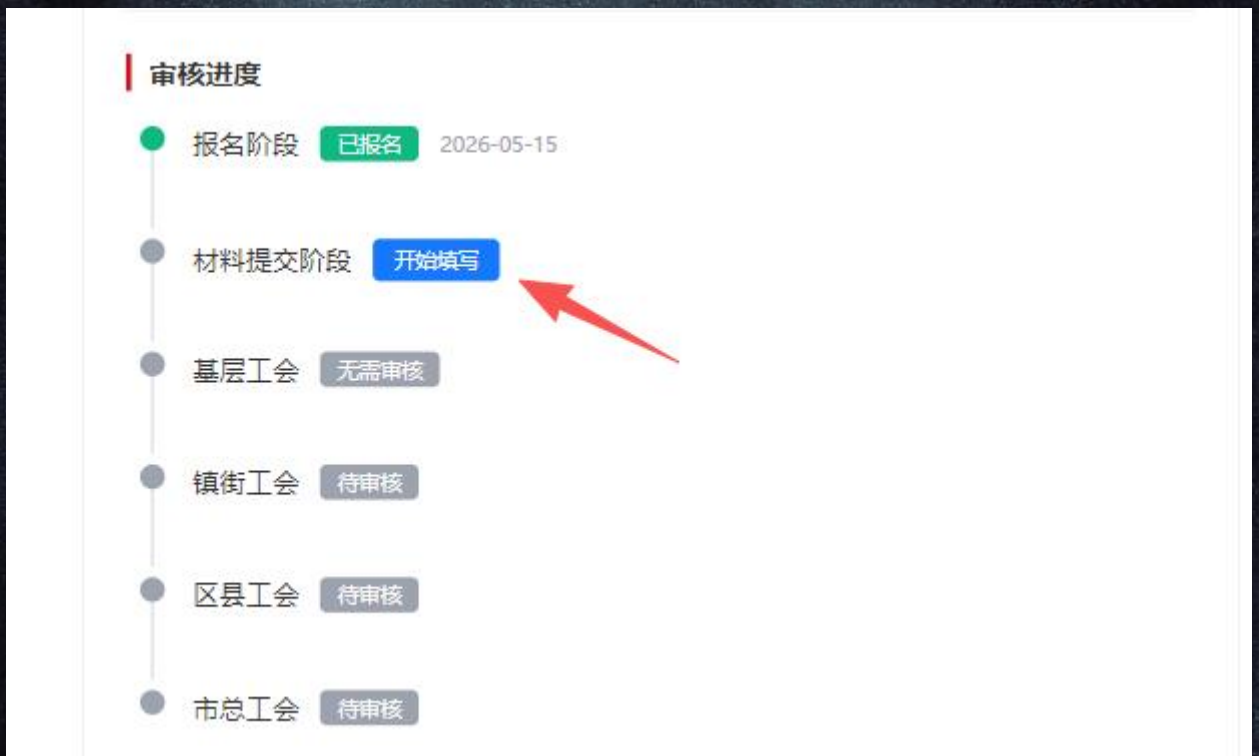 审核进度
报名阶段 已报名 2026-05-15
材料提交阶段 开始填写
基层工会 无需审核
镇街工会 待审核
区县工会 待审核
市总工会 待审核